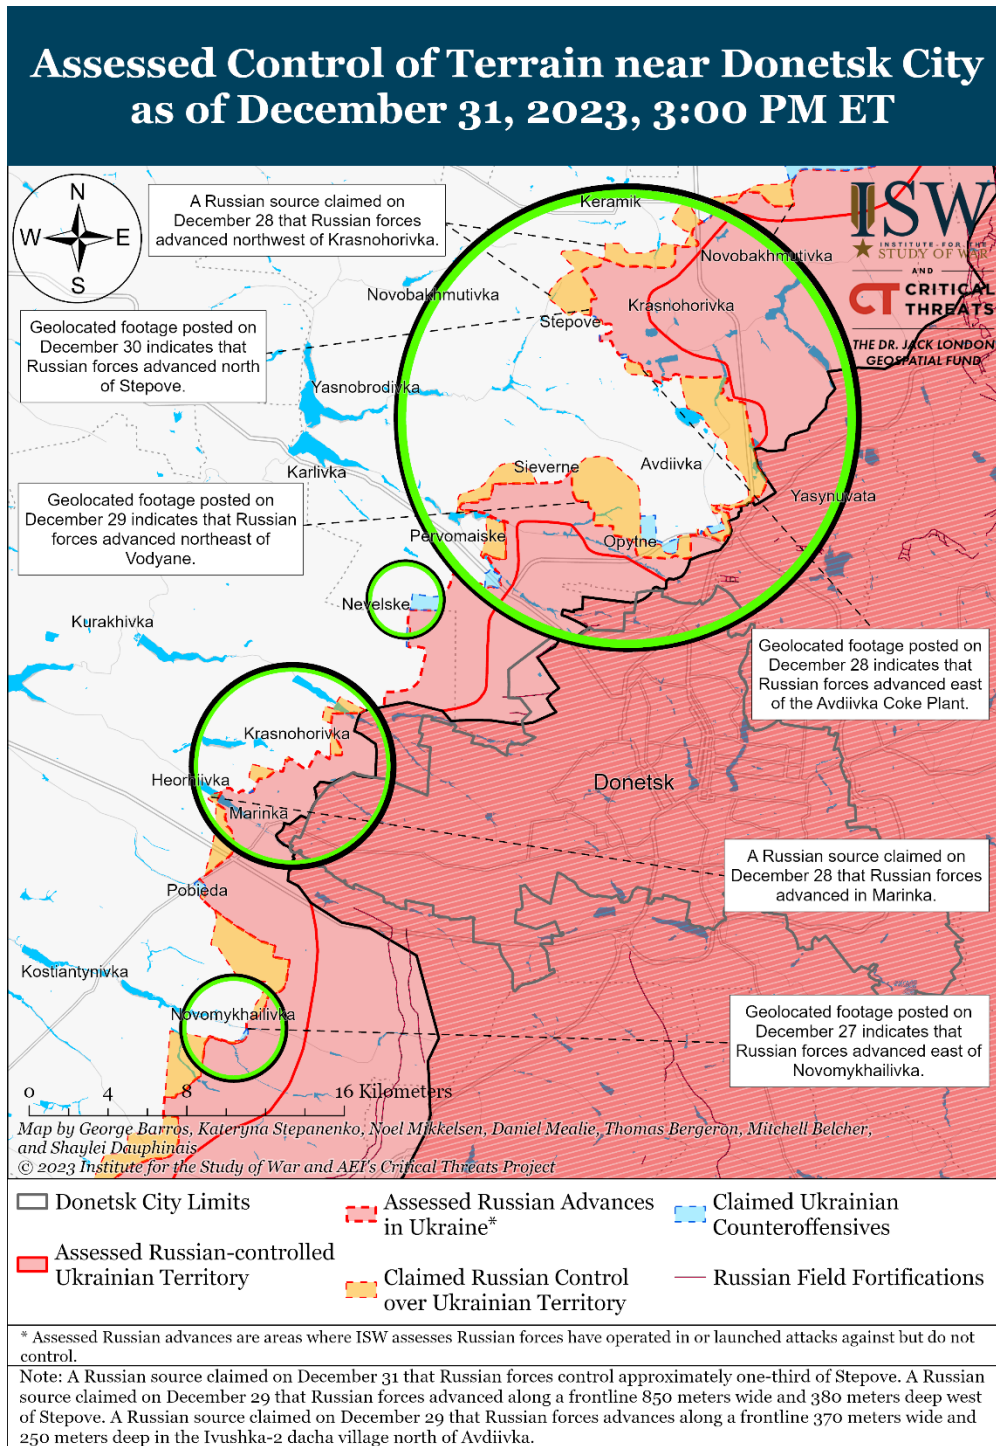 Assessed Control of Terrain near Donetsk City
as of December 31, 2023, 3:00 PM ET
N
W
E
S
A Russian source claimed on
December 28 that Russian forces
advanced northwest of Krasnohorivka.
Keramik
ISW
INSTITUTE FOR THE
STUDY OF WAR
AND
CT CRITICAL
THREATS
THE DR. JACK LONDON
GEOSPATIAL FUND
Novobakhmutivka
Novobakhmutivka
Krasnohorivka
Stepove
Geolocated footage posted on
December 30 indicates that
Russian forces advanced north
of Stepove.
Yasnobrodivka
Karlivka
Sieverne
Avdiivka
Yasynuvata
Geolocated footage posted on
December 29 indicates that Russian
forces advanced northeast of
Vodyane.
Pervomaiske
Opytne
Nevelske
Kurakhivka
Geolocated footage posted on
December 28 indicates that
Russian forces advanced east
of the Avdiivka Coke Plant.
Krasnohorivka
Heorhiivka
Donetsk
Marinka
A Russian source claimed on
December 28 that Russian forces
advanced in Marinka.
Pobieda
Kostiantynivka
Novomykhailivka
Geolocated footage posted on
December 27 indicates that
Russian forces advanced east of
Novomykhailivka.
0 4 8 16 Kilometers
Map by George Barros, Kateryna Stepanenko, Noel Mikkelsen, Daniel Mealie, Thomas Bergeron, Mitchell Belcher,
and Shaylei Dauphinais
© 2023 Institute for the Study of War and AEI's Critical Threats Project
Donetsk City Limits
Assessed Russian-controlled
Ukrainian Territory
Assessed Russian Advances
in Ukraine*
Claimed Russian Control
over Ukrainian Territory
Claimed Ukrainian
Counteroffensives
Russian Field Fortifications
* Assessed Russian advances are areas where ISW assesses Russian forces have operated in or launched attacks against but do not
control.
Note: A Russian source claimed on December 31 that Russian forces control approximately one-third of Stepove. A Russian
source claimed on December 29 that Russian forces advanced along a frontline 850 meters wide and 380 meters deep west
of Stepove. A Russian source claimed on December 29 that Russian forces advances along a frontline 370 meters wide and
250 meters deep in the Ivushka-2 dacha village north of Avdiivka.